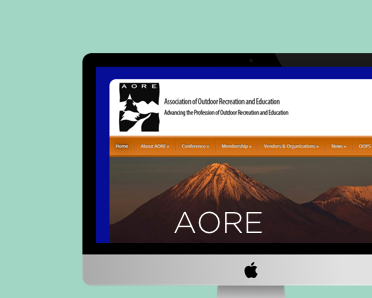 AORE
Association of Outdoor Recreation and Education
Advancing the Profession of Outdoor Recreation and Education
Home About AORE » Conference » Membership » Vendors & Organizations » News » OOPS
AORE